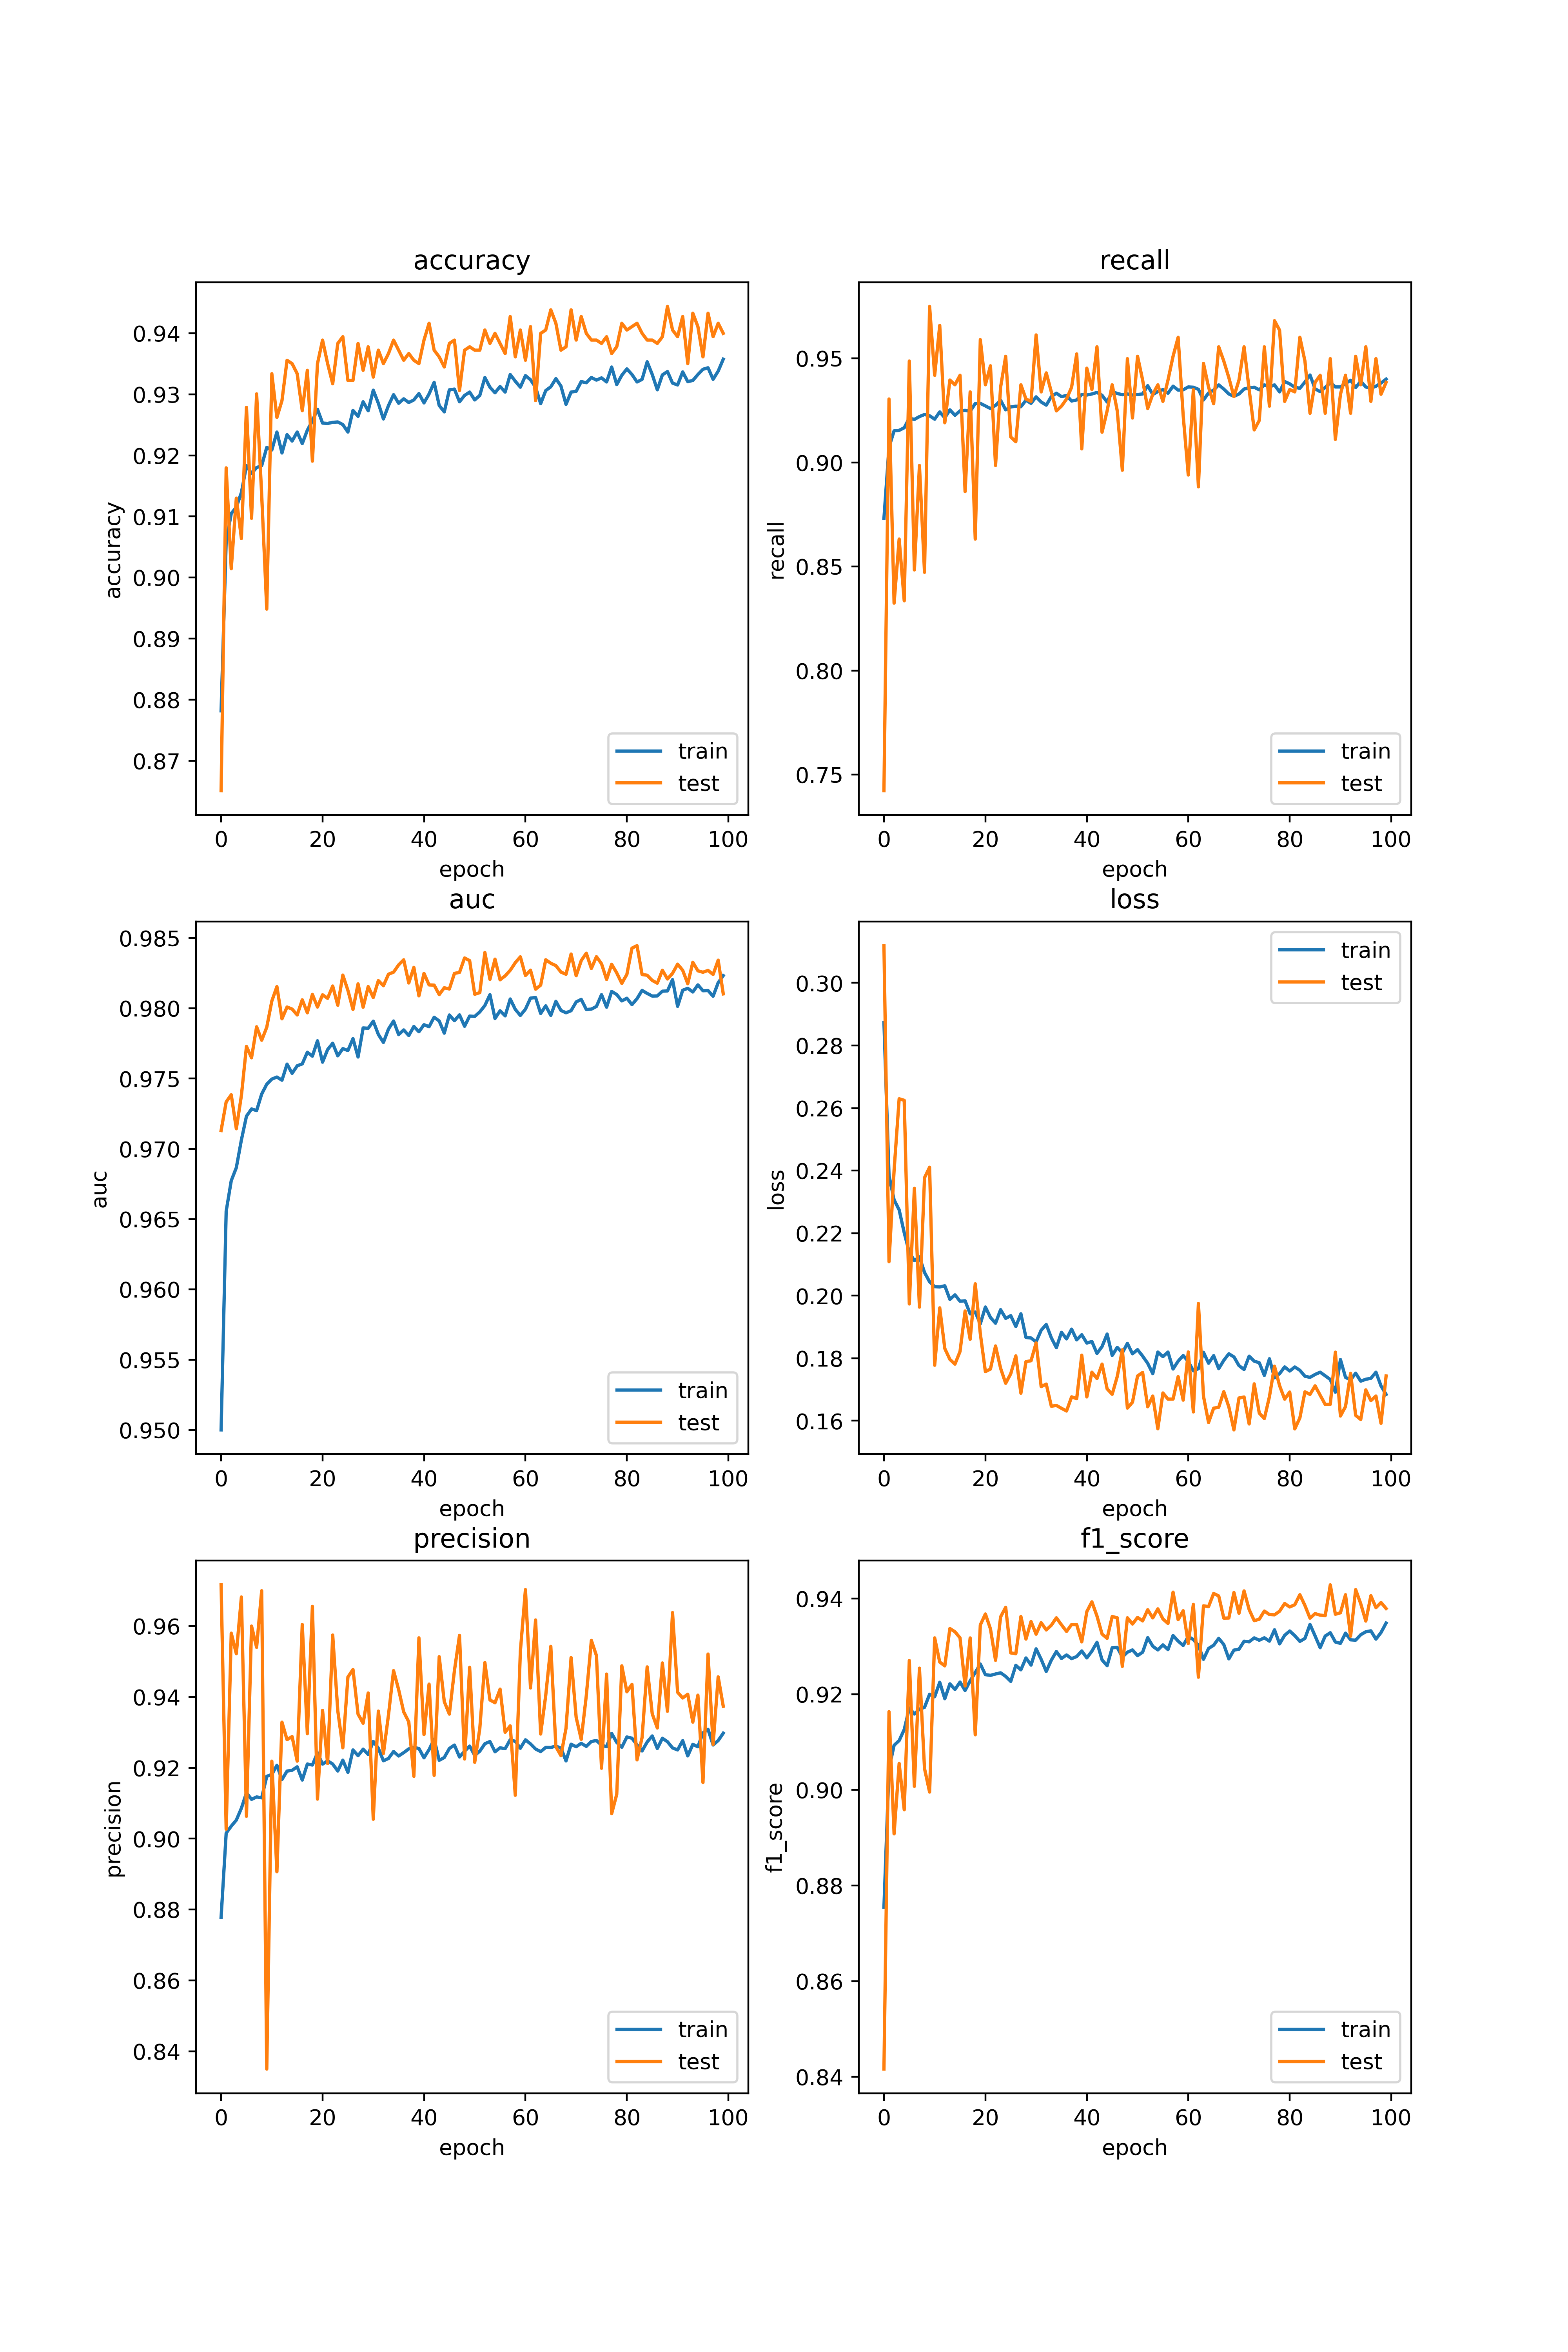 accuracy
accuracy
0.94
0.93
0.92
0.91
0.90
0.89
0.88
0.87
0 20 40 60 80 100
epoch
train
test
recall
recall
0.95
0.90
0.85
0.80
0.75
0 20 40 60 80 100
epoch
train
test
auc
auc
0.985
0.980
0.975
0.970
0.965
0.960
0.955
0.950
0 20 40 60 80 100
epoch
train
test
loss
loss
0.30
0.28
0.26
0.24
0.22
0.20
0.18
0.16
0 20 40 60 80 100
epoch
train
test
precision
precision
0.96
0.94
0.92
0.90
0.88
0.86
0.84
0 20 40 60 80 100
epoch
train
test
f1_score
f1_score
0.94
0.92
0.90
0.88
0.86
0.84
0 20 40 60 80 100
epoch
train
test